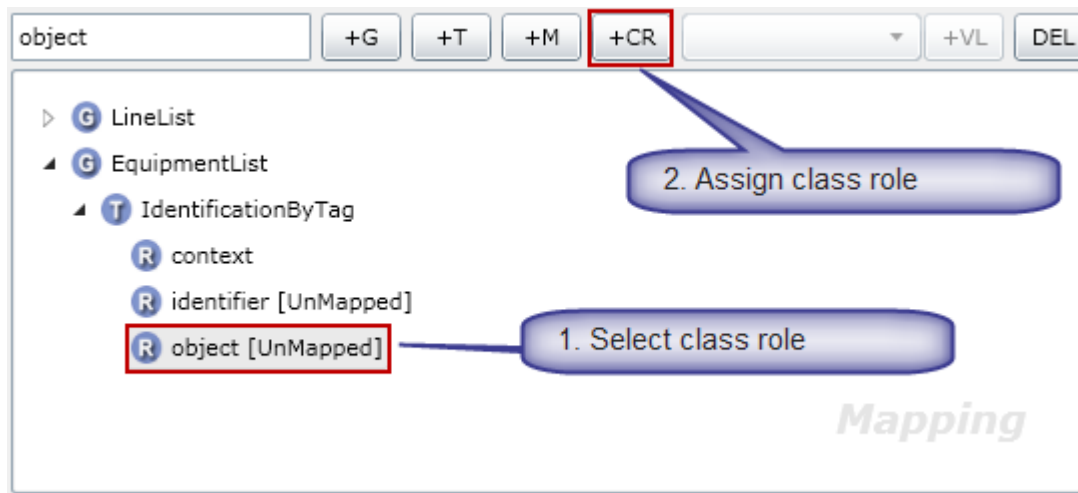 object +G +T +M +CR +VL DEL
G LineList
G EquipmentList
2. Assign class role
T IdentificationByTag
R context
R identifier [UnMapped]
R object [UnMapped]
1. Select class role
Mapping